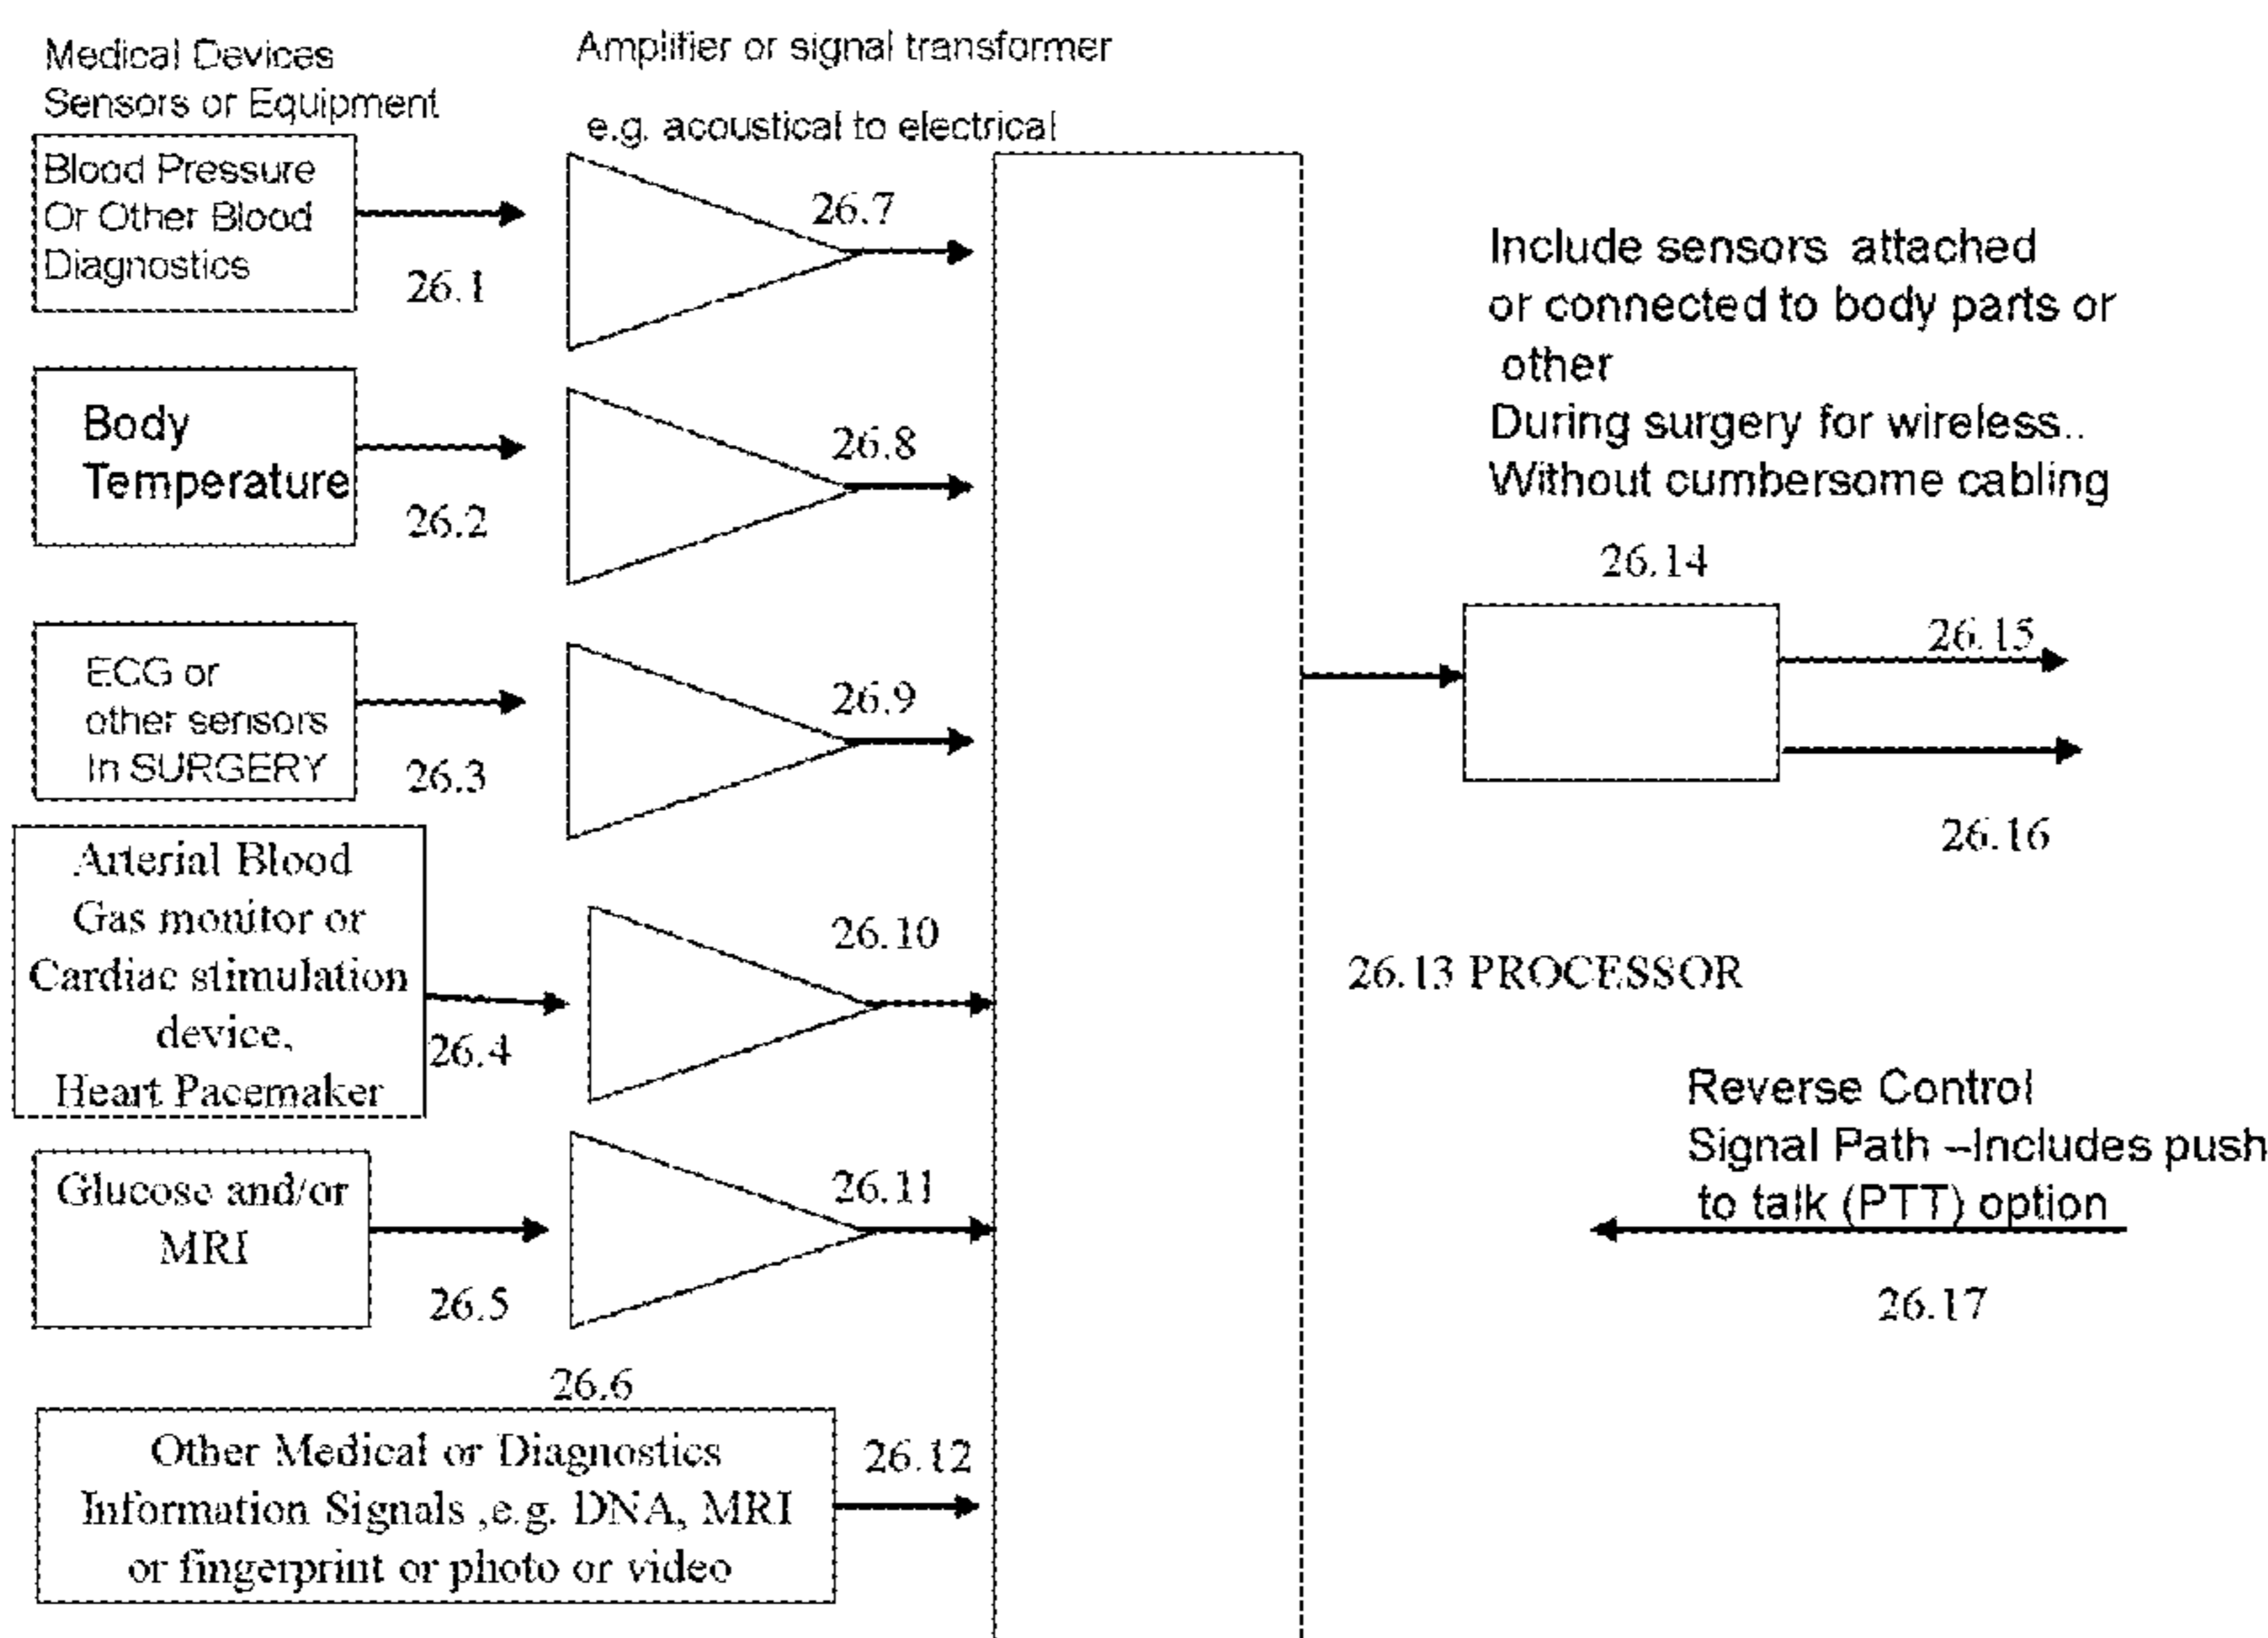 Medical Devices
Sensors or Equipment
Amplifier or signal transformer
e.g. acoustical to electrical
Blood Pressure
Or Other Blood
Diagnostics
26.1
26.7
Body
Temperature
26.2
26.8
ECG or
other sensors
In SURGERY
26.3
26.9
Arterial Blood
Gas monitor or
Cardiac stimulation
device,
Heart Pacemaker
26.4
26.10
Glucose and/or
MRI
26.5
26.11
26.6
Other Medical or Diagnostics
Information Signals ,e.g. DNA, MRI
or fingerprint or photo or video
26.12
Include sensors attached
or connected to body parts or
other
During surgery for wireless..
Without cumbersome cabling
26.14
26.15
26.16
26.13 PROCESSOR
Reverse Control
Signal Path –Includes push
to talk (PTT) option
26.17